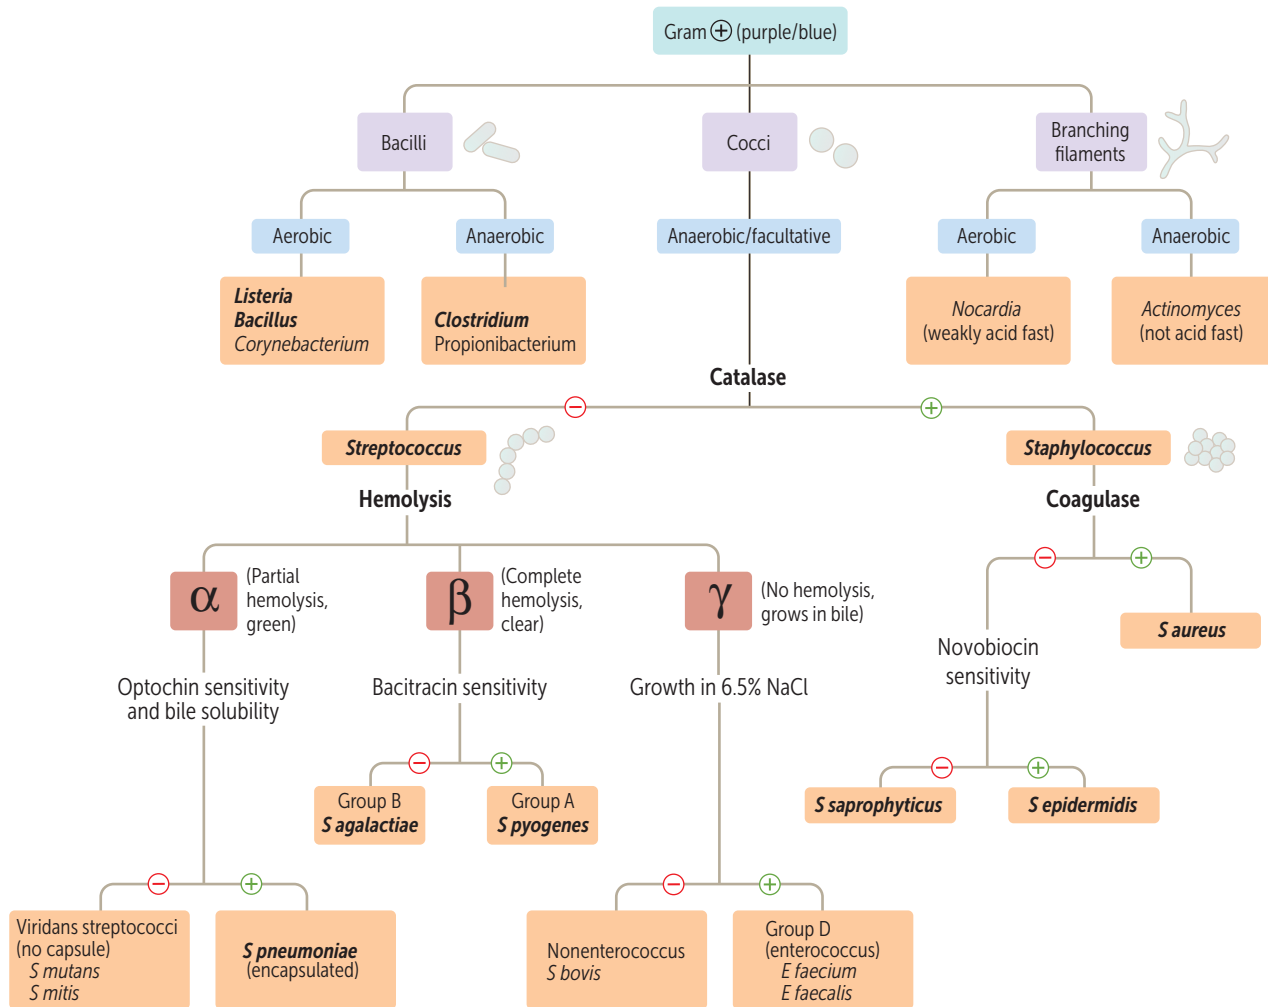 Gram ⊕ (purple/blue)
Bacilli
Cocci
Branching
filaments
Aerobic
Anaerobic
Anaerobic/facultative
Aerobic
Anaerobic
Listeria
Bacillus
Corynebacterium
Clostridium
Propionibacterium
Nocardia
(weakly acid fast)
Actinomyces
(not acid fast)
Catalase
−
+
Streptococcus
Staphylococcus
Hemolysis
Coagulase
−
+
α
(Partial
hemolysis,
green)
β
(Complete
hemolysis,
clear)
γ
(No hemolysis,
grows in bile)
S aureus
Novobiocin
sensitivity
Optochin sensitivity
and bile solubility
Bacitracin sensitivity
Growth in 6.5% NaCl
−
+
−
+
Group B
S agalactiae
Group A
S pyogenes
S saprophyticus
S epidermidis
−
+
−
+
Viridans streptococci
(no capsule)
S mutans
S mitis
S pneumoniae
(encapsulated)
Nonenterococcus
S bovis
Group D
(enterococcus)
E faecium
E faecalis